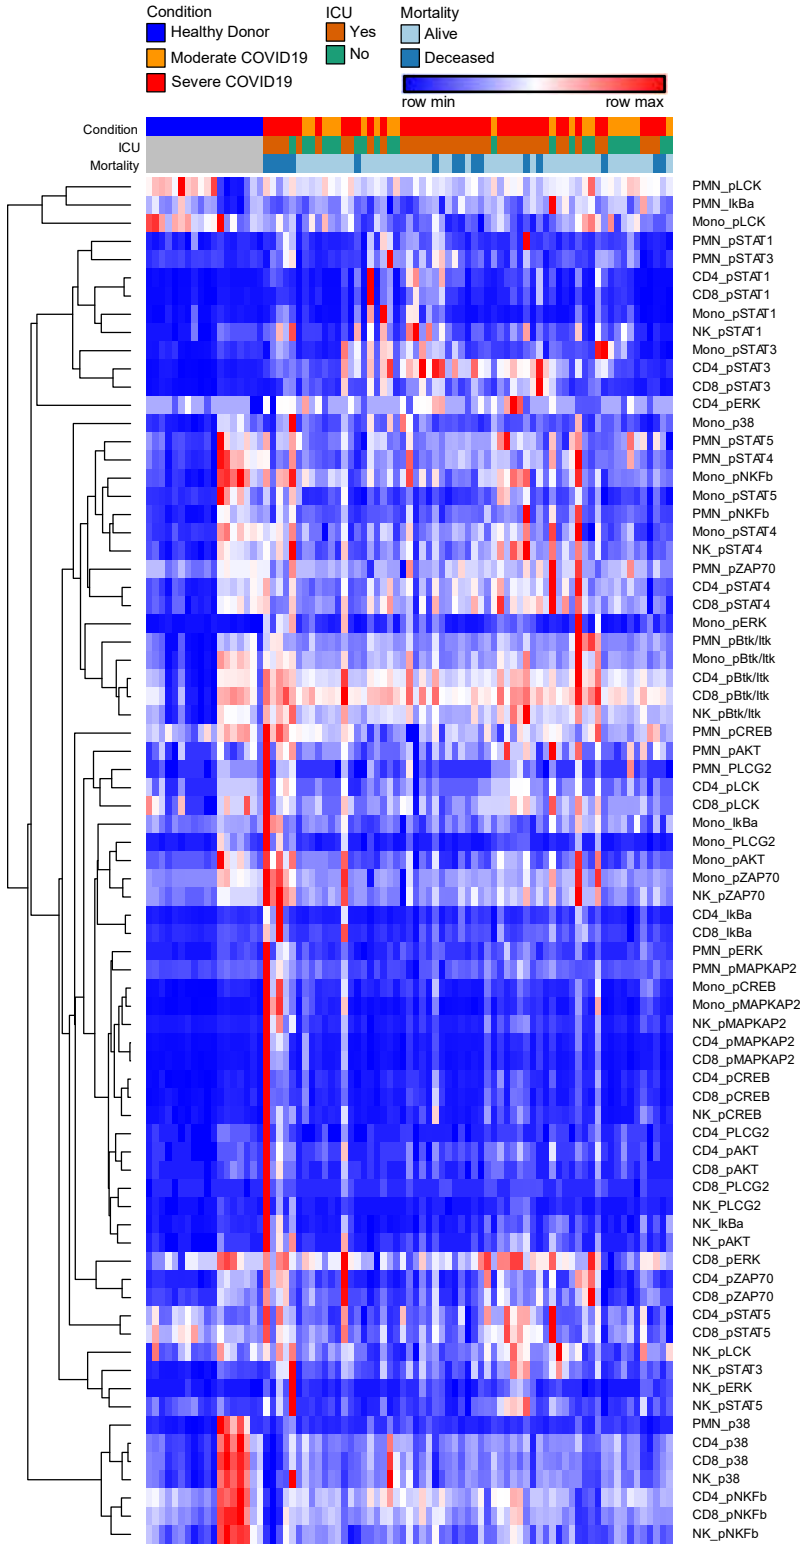 Condition
Healthy Donor
Moderate COVID19
Severe COVID19
ICU
Yes
No
Mortality
Alive
Deceased
row min row max
Condition
ICU
Mortality
PMN_pLCK
PMN_IkBa
Mono_pLCK
PMN_pSTAT1
PMN_pSTAT3
CD4_pSTAT1
CD8_pSTAT1
Mono_pSTAT1
NK_pSTAT1
Mono_pSTAT3
CD4_pSTAT3
CD8_pSTAT3
CD4_pERK
Mono_p38
PMN_pSTAT5
PMN_pSTAT4
Mono_pNKFb
Mono_pSTAT5
PMN_pNKFb
Mono_pSTAT4
NK_pSTAT4
PMN_pZAP70
CD4_pSTAT4
CD8_pSTAT4
Mono_pERK
PMN_pBtk/Itk
Mono_pBtk/Itk
CD4_pBtk/Itk
CD8_pBtk/Itk
NK_pBtk/Itk
PMN_pCREB
PMN_pAKT
PMN_PLCG2
CD4_pLCK
CD8_pLCK
Mono_IkBa
Mono_PLCG2
Mono_pAKT
Mono_pZAP70
NK_pZAP70
CD4_IkBa
CD8_IkBa
PMN_pERK
PMN_pMAPKAP2
Mono_pCREB
Mono_pMAPKAP2
NK_pMAPKAP2
CD4_pMAPKAP2
CD8_pMAPKAP2
CD4_pCREB
CD8_pCREB
NK_pCREB
CD4_PLCG2
CD4_pAKT
CD8_pAKT
CD8_PLCG2
NK_PLCG2
NK_IkBa
NK_pAKT
CD8_pERK
CD4_pZAP70
CD8_pZAP70
CD4_pSTAT5
CD8_pSTAT5
NK_pLCK
NK_pSTAT3
NK_pERK
NK_pSTAT5
PMN_p38
CD4_p38
CD8_p38
NK_p38
CD4_pNKFb
CD8_pNKFb
NK_pNKFb